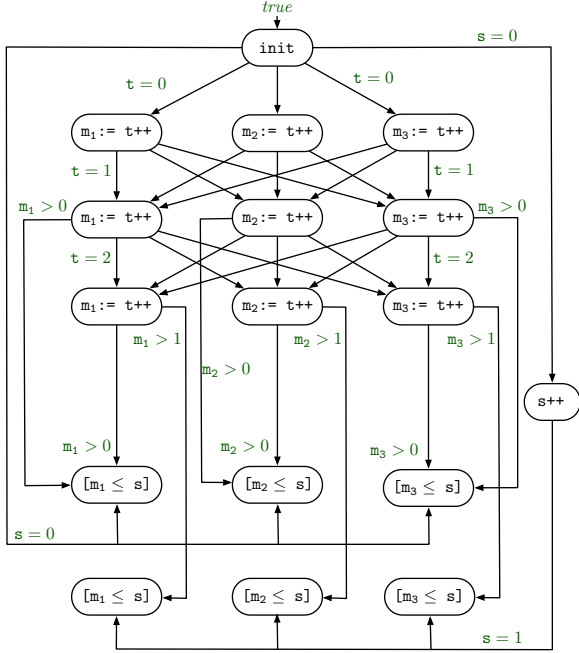 true
init
s = 0
t = 0
t = 0
m₁:= t++
m₂:= t++
m₃:= t++
t = 1
t = 1
m₁ > 0
m₁:= t++
m₂:= t++
m₃:= t++
m₃ > 0
t = 2
t = 2
m₁:= t++
m₂:= t++
m₃:= t++
m₁ > 1
m₂ > 1
m₃ > 1
m₂ > 0
s++
m₁ > 0
m₂ > 0
m₃ > 0
[m₁ ≤ s]
[m₂ ≤ s]
[m₃ ≤ s]
s = 0
[m₁ ≤ s]
[m₂ ≤ s]
[m₃ ≤ s]
s = 1